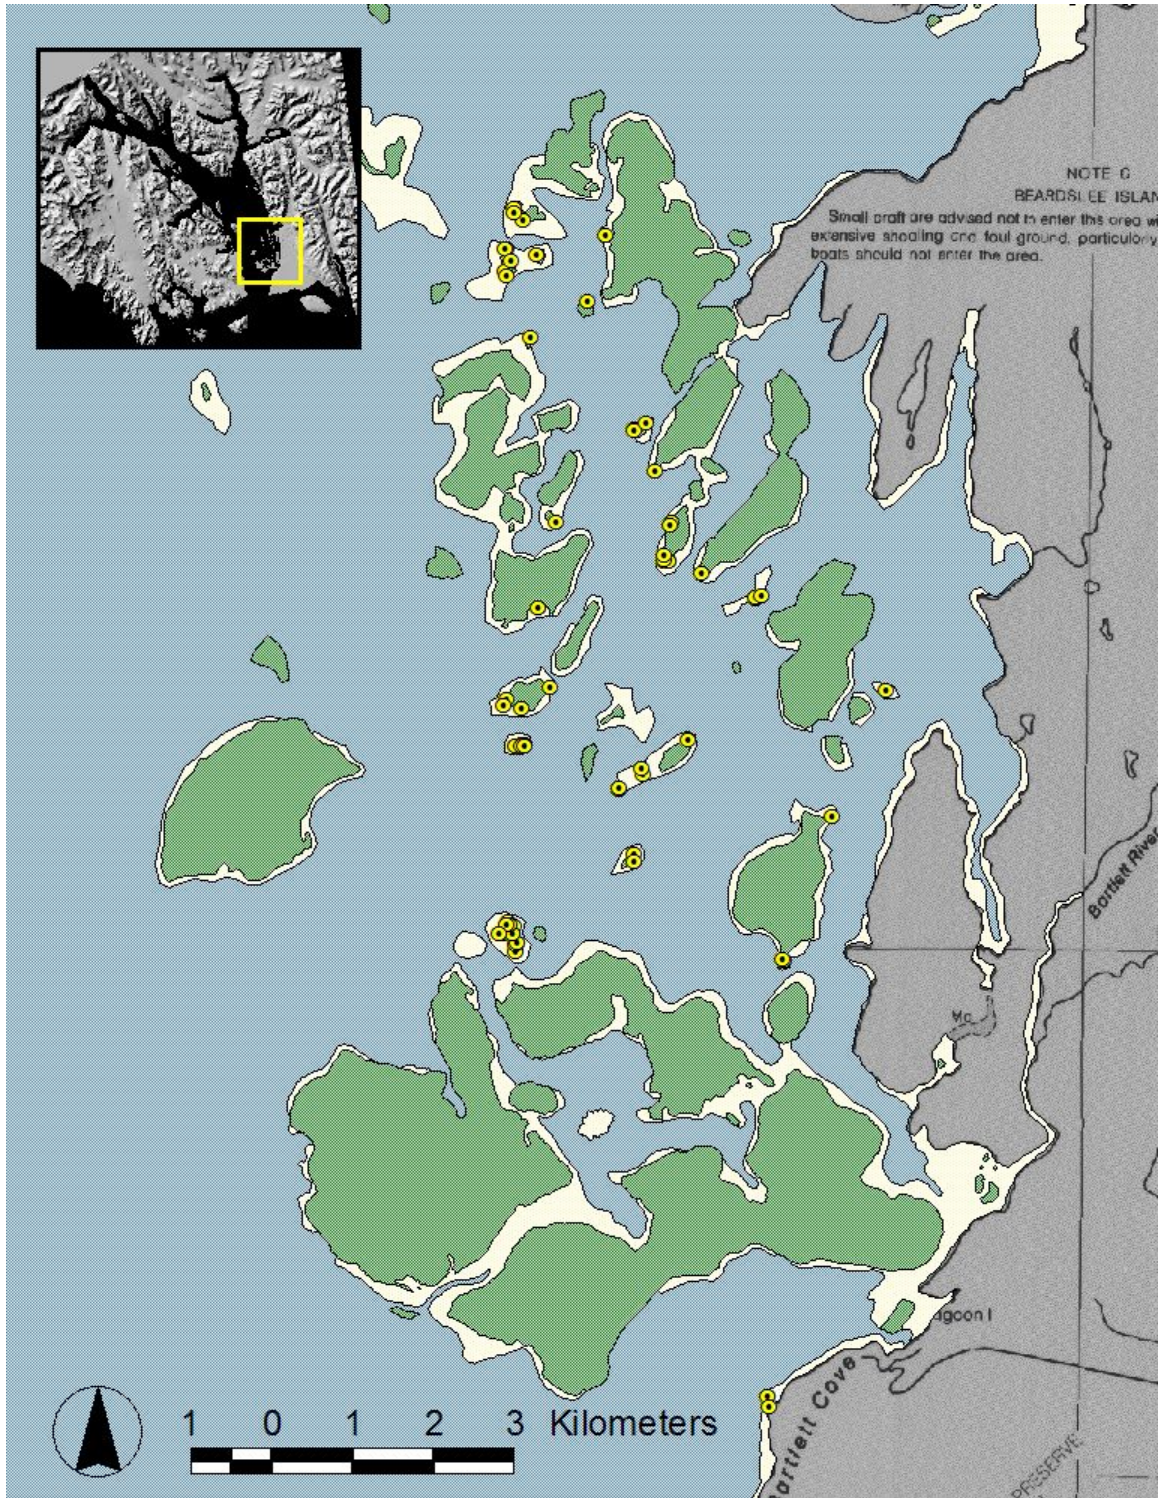 NOTE G
BEARDSLEE ISLAN
Small craft are advised not to enter this area wi
extensive shoaling and foul ground, particularly
boats should not enter the area.
Bartlett River
agoon I
Bartlett Cove
PRESERVE
1 0 1 2 3 Kilometers